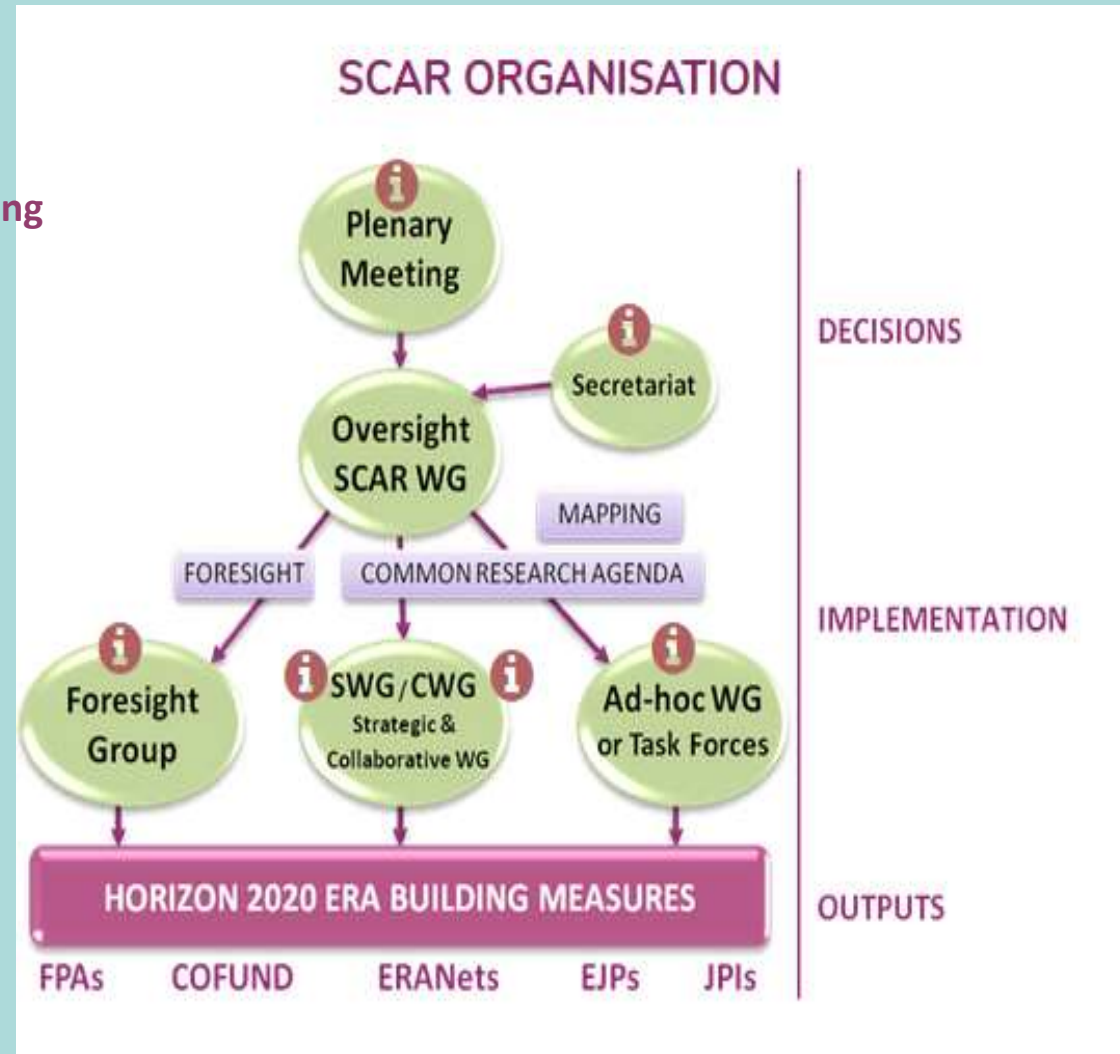 SCAR ORGANISATION
ng
i
Plenary
Meeting
DECISIONS
i
Secretariat
Oversight
SCAR WG
MAPPING
FORESIGHT
COMMON RESEARCH AGENDA
IMPLEMENTATION
i
Foresight
Group
i
SWG/CWG
i
Strategic &
Collaborative WG
i
Ad-hoc WG
or Task Forces
HORIZON 2020 ERA BUILDING MEASURES
OUTPUTS
FPAs COFUND ERANets EJPs JPIs